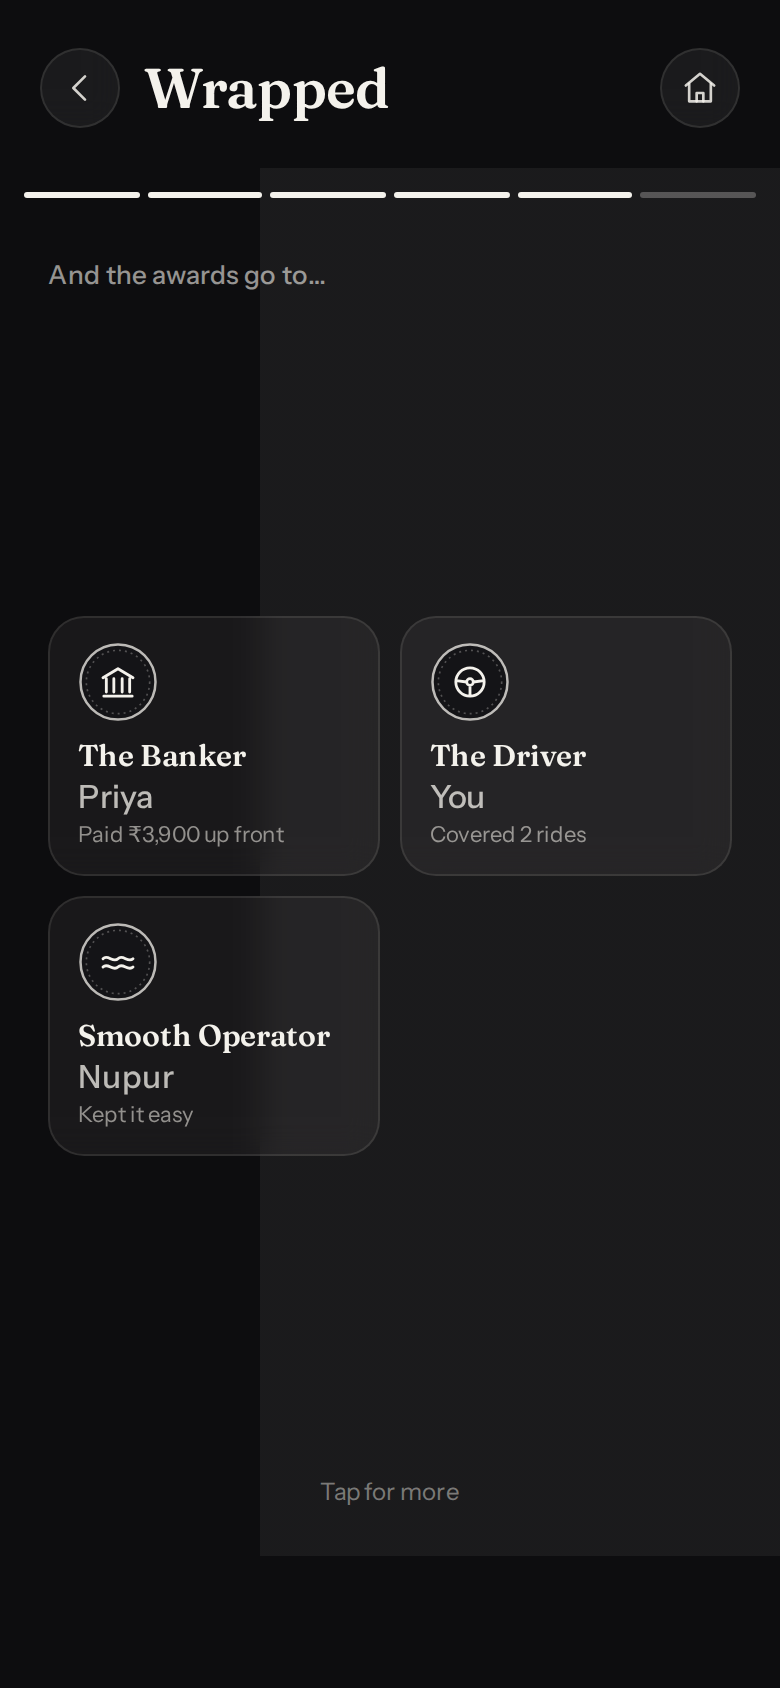 Wrapped
And the awards go to...
The Banker
Priya
Paid ₹3,900 up front
The Driver
You
Covered 2 rides
Smooth Operator
Nupur
Kept it easy
Tap for more